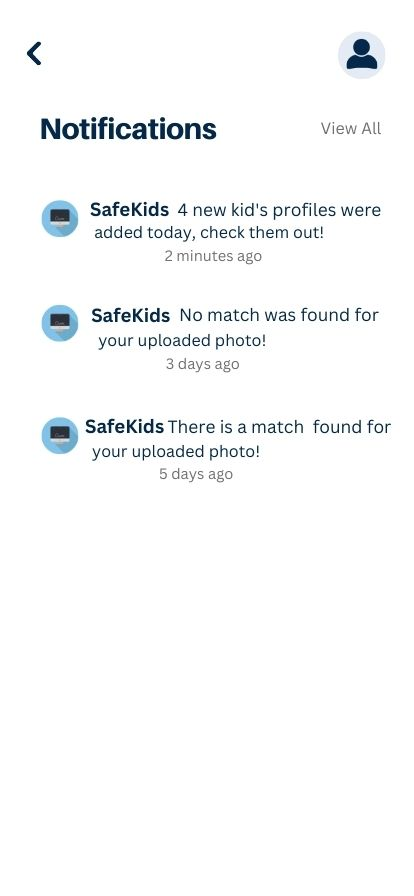 Notifications
View All
SafeKids 4 new kid's profiles were
added today, check them out!
2 minutes ago
SafeKids No match was found for
your uploaded photo!
3 days ago
SafeKids There is a match found for
your uploaded photo!
5 days ago